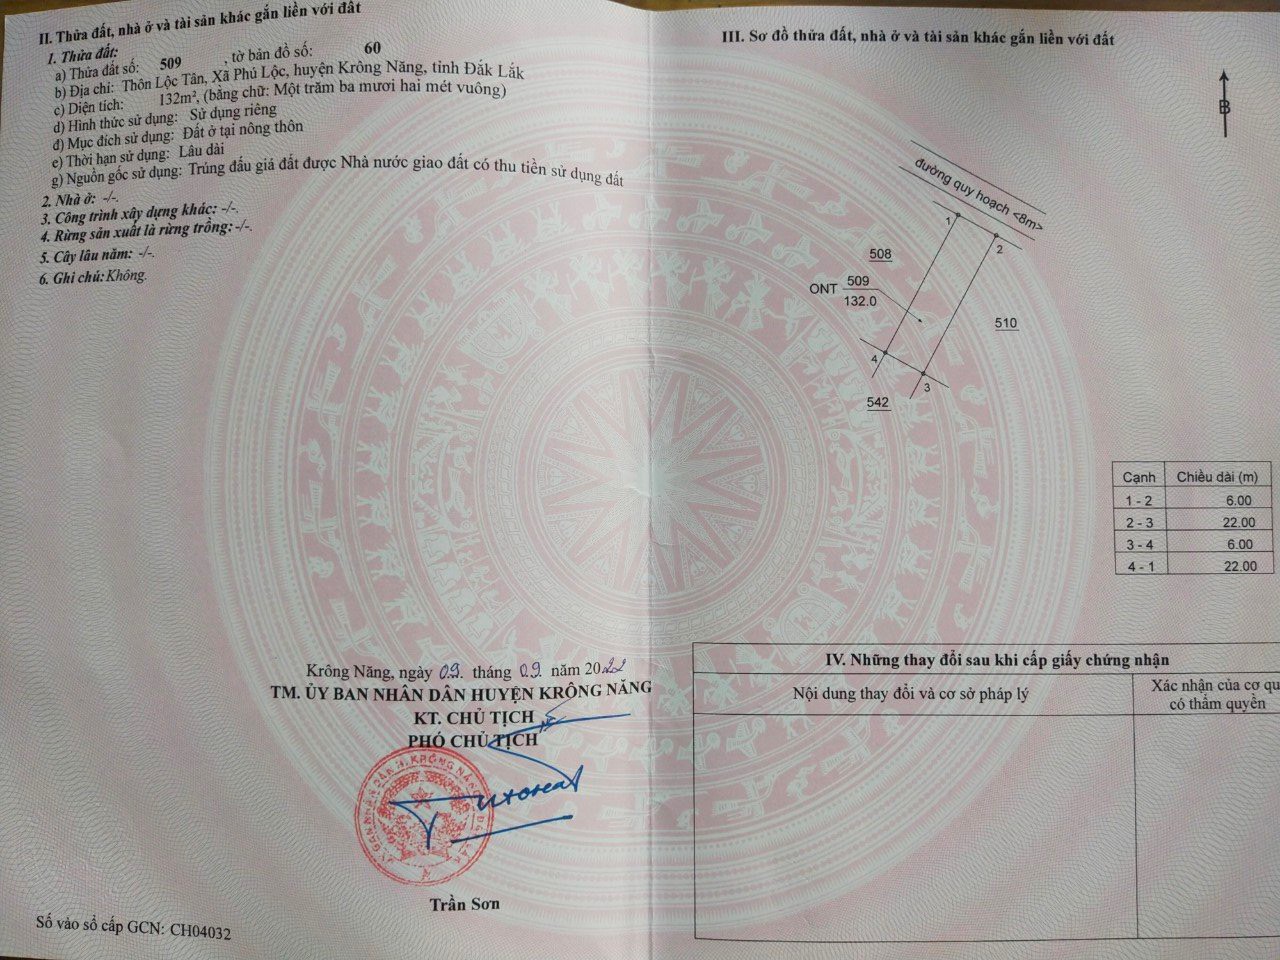 II. Thửa đất, nhà ở và tài sản khác gắn liền với đất
1. Thửa đất:
a) Thửa đất số: 509 , tờ bản đồ số: 60
b) Địa chỉ: Thôn Lộc Tân, Xã Phú Lộc, huyện Krông Năng, tỉnh Đắk Lắk
c) Diện tích: 132m², (bằng chữ: Một trăm ba mươi hai mét vuông)
d) Hình thức sử dụng: Sử dụng riêng
đ) Mục đích sử dụng: Đất ở tại nông thôn
e) Thời hạn sử dụng: Lâu dài
g) Nguồn gốc sử dụng: Trúng đấu giá đất được Nhà nước giao đất có thu tiền sử dụng đất
2. Nhà ở: -/-.
3. Công trình xây dựng khác: -/-.
4. Rừng sản xuất là rừng trồng: -/-.
5. Cây lâu năm: -/-.
6. Ghi chú: Không.
Krông Năng, ngày 09. tháng 09. năm 2022
TM. ỦY BAN NHÂN DÂN HUYỆN KRÔNG NĂNG
KT. CHỦ TỊCH
PHÓ CHỦ TỊCH
Trần Sơn
Số vào sổ cấp GCN: CH04032
III. Sơ đồ thửa đất, nhà ở và tài sản khác gắn liền với đất
B
đường quy hoạch <8m>
1
2
508
ONT 509
132.0
510
4
3
542
Cạnh Chiều dài (m)
1 - 2 6.00
2 - 3 22.00
3 - 4 6.00
4 - 1 22.00
IV. Những thay đổi sau khi cấp giấy chứng nhận
Nội dung thay đổi và cơ sở pháp lý
Xác nhận của cơ qu
có thẩm quyền